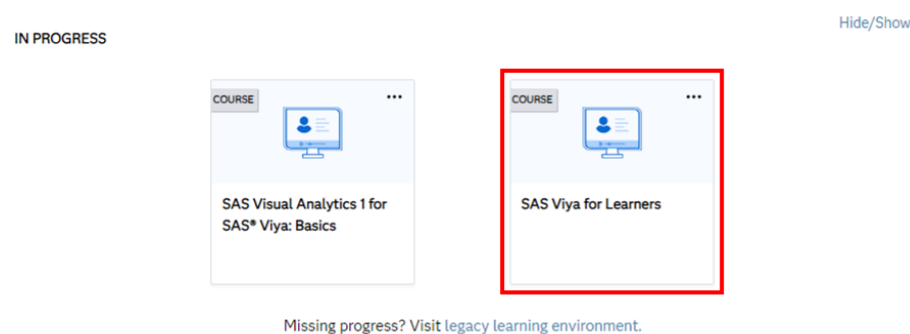 Hide/Show
IN PROGRESS
COURSE
SAS Visual Analytics 1 for
SAS® Viya: Basics
COURSE
SAS Viya for Learners
Missing progress? Visit legacy learning environment.